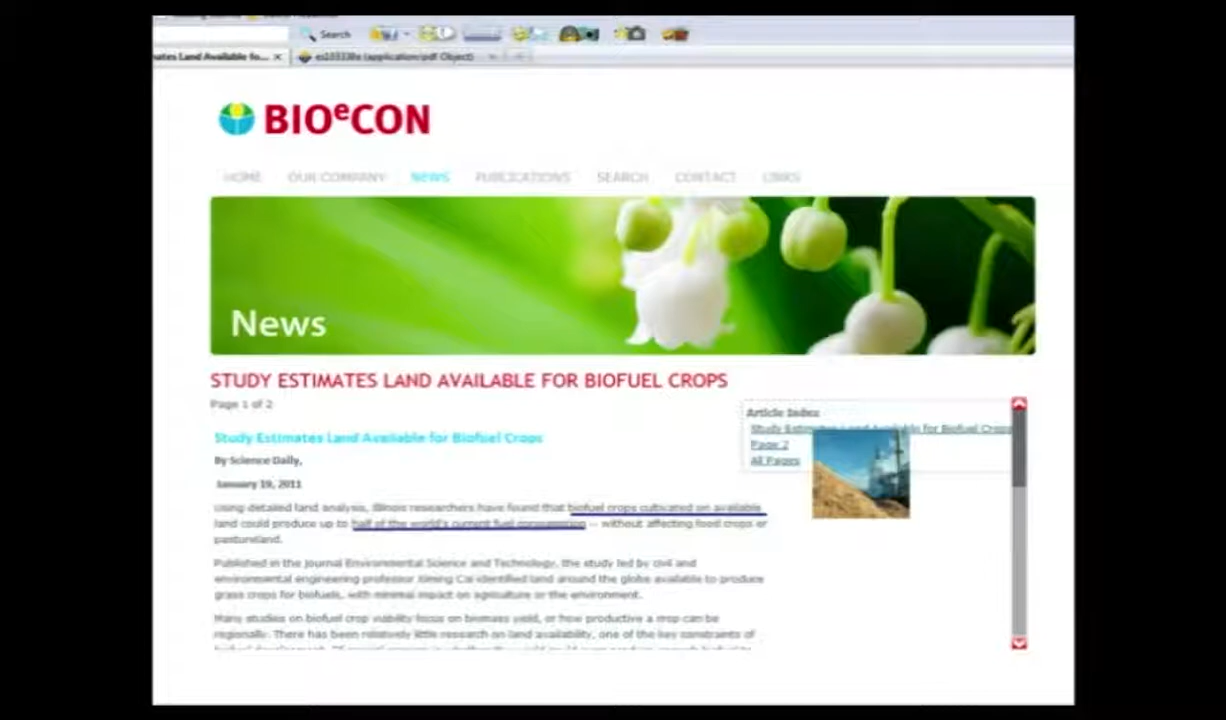 Search
ates Land Available fo...
(application/pdf Object)
BIOeCON
HOME OUR COMPANY NEWS PUBLICATIONS SEARCH CONTACT LINKS
News
STUDY ESTIMATES LAND AVAILABLE FOR BIOFUEL CROPS
Page 1 of 2
Article Index
Study Estimates Land Available for Biofuel Crops
Page 2
All Pages
Study Estimates Land Available for Biofuel Crops
By Science Daily,
January 19, 2011
Using detailed land analysis, Illinois researchers have found that biofuel crops cultivated on available
land could produce up to half of the world's current fuel consumption – without affecting food crops or
pastureland.
Published in the journal Environmental Science and Technology, the study led by civil and
environmental engineering professor Ximing Cai identified land around the globe available to produce
grass crops for biofuels, with minimal impact on agriculture or the environment.
Many studies on biofuel crop viability focus on biomass yield, or how productive a crop can be
regionally. There has been relatively little research on land availability, one of the key constraints of